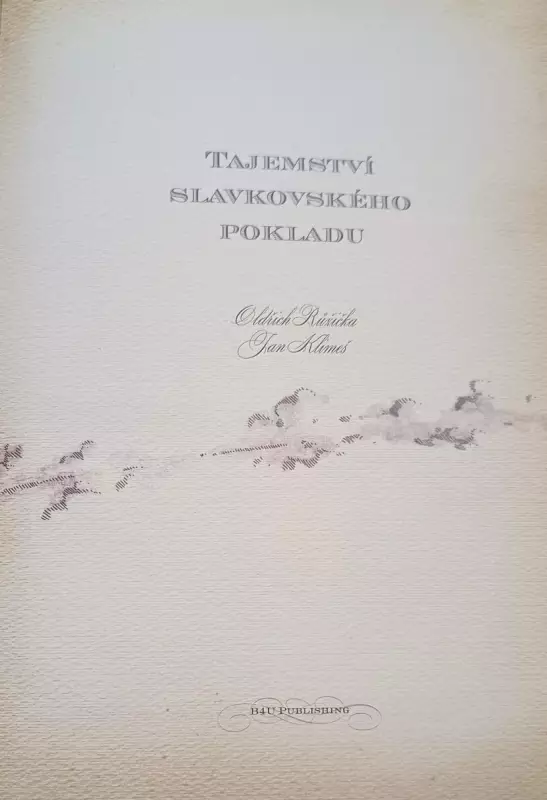 TAJEMSTVÍ
SLAVKOVSKÉHO
POKLADU
Oldřich Růžička
Jan Klimeš
B4U PUBLISHING